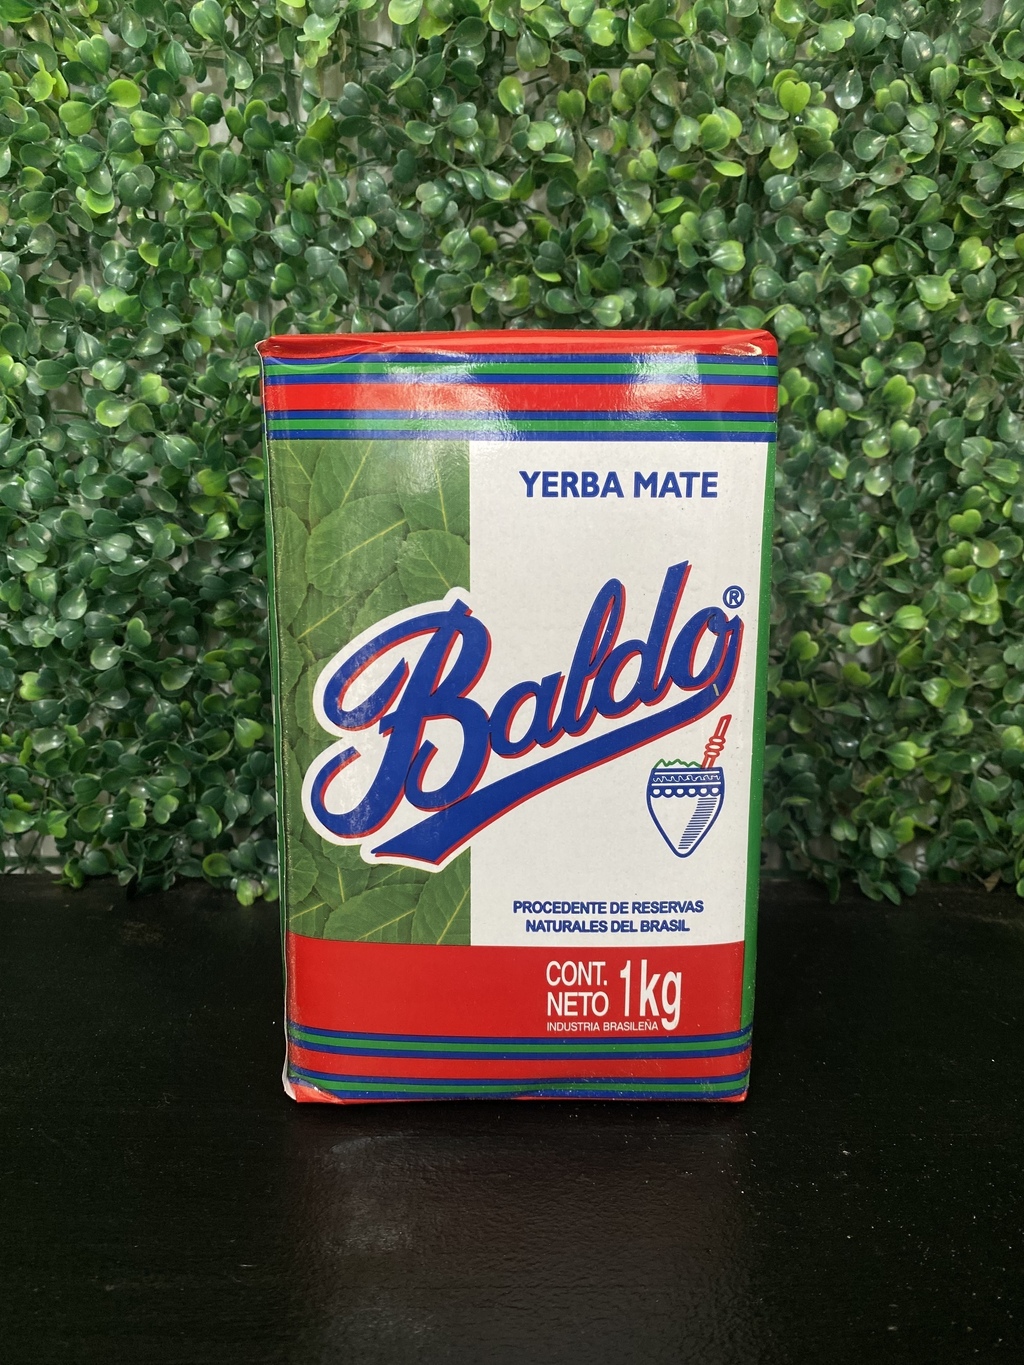 YERBA MATE
Baldo®
PROCEDENTE DE RESERVAS
NATURALES DEL BRASIL
CONT.
NETO 1kg
INDUSTRIA BRASILEÑA